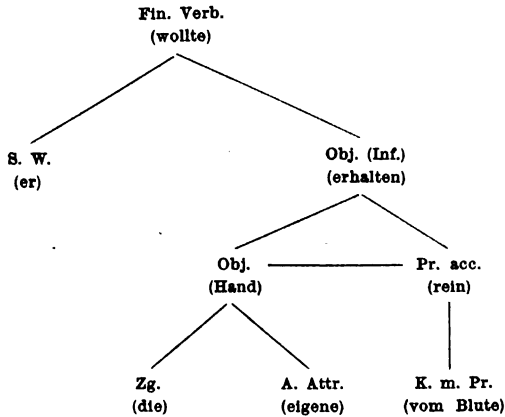 Fin. Verb.
(wollte)
S. W.
(er)
Obj. (Inf.)
(erhalten)
Obj.
(Hand)
Pr. acc.
(rein)
Zg.
(die)
A. Attr.
(eigene)
K. m. Pr.
(vom Blute)